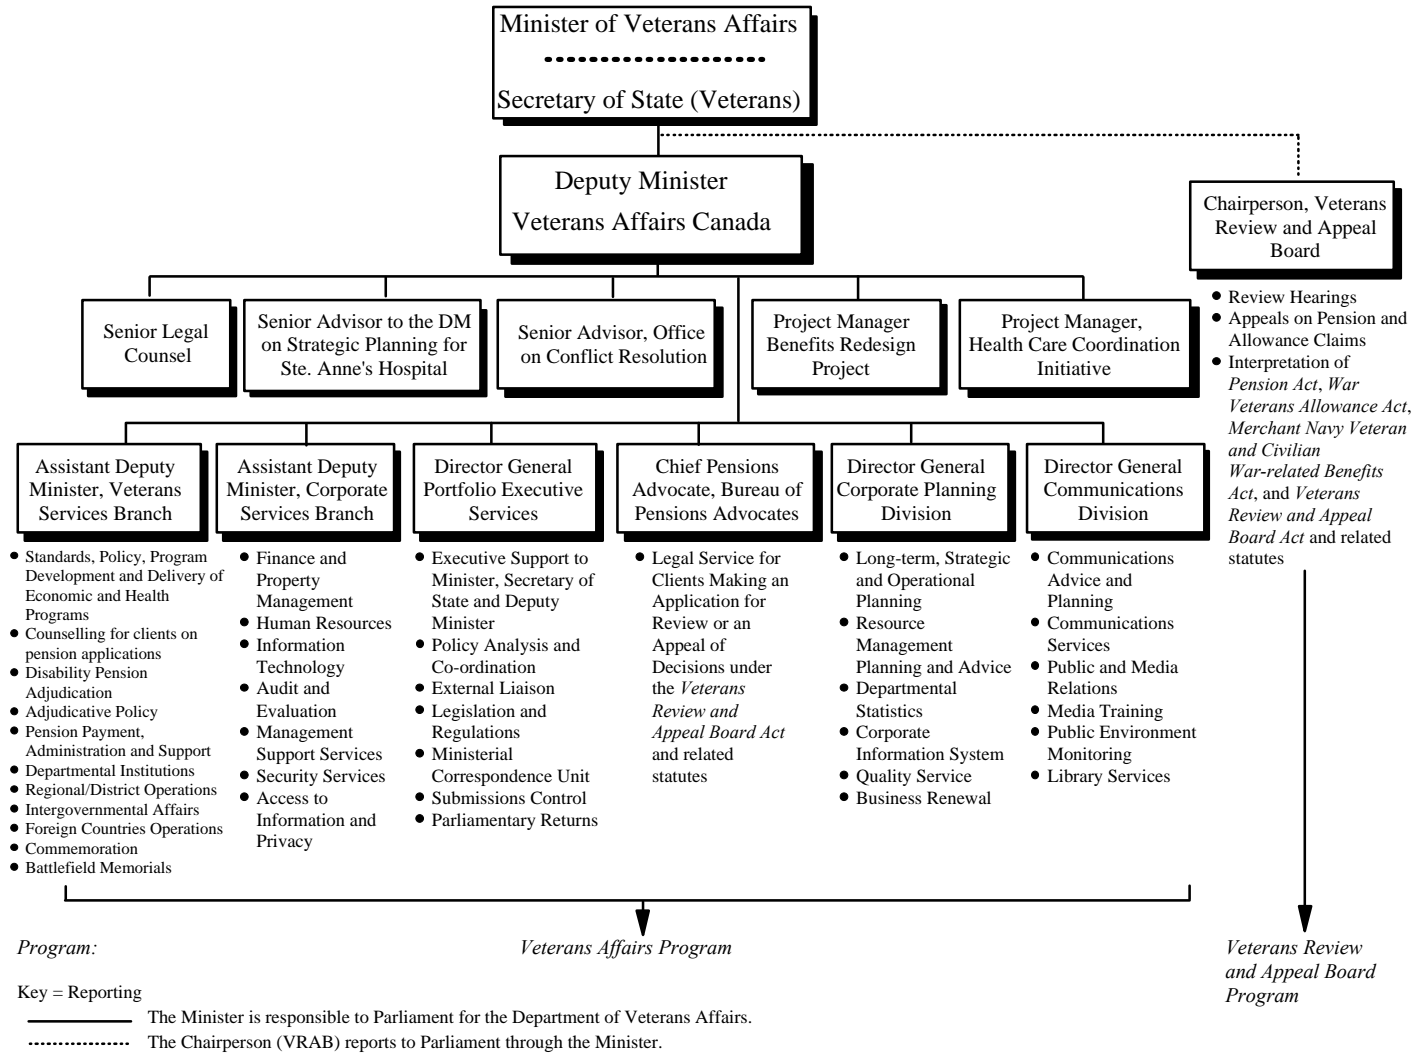 Minister of Veterans Affairs
Secretary of State (Veterans)
Deputy Minister
Veterans Affairs Canada
Chairperson, Veterans
Review and Appeal
Board
Senior Legal
Counsel
Senior Advisor to the DM
on Strategic Planning for
Ste. Anne's Hospital
Senior Advisor, Office
on Conflict Resolution
Project Manager
Benefits Redesign
Project
Project Manager,
Health Care Coordination
Initiative
• Review Hearings
• Appeals on Pension and
Allowance Claims
• Interpretation of
Pension Act, War
Veterans Allowance Act,
Merchant Navy Veteran
and Civilian
War-related Benefits
Act, and Veterans
Review and Appeal
Board Act and related
statutes
Assistant Deputy
Minister, Veterans
Services Branch
Assistant Deputy
Minister, Corporate
Services Branch
Director General
Portfolio Executive
Services
Chief Pensions
Advocate, Bureau of
Pensions Advocates
Director General
Corporate Planning
Division
Director General
Communications
Division
• Standards, Policy, Program
Development and Delivery of
Economic and Health
Programs
• Counselling for clients on
pension applications
• Disability Pension
Adjudication
• Adjudicative Policy
• Pension Payment,
Administration and Support
• Departmental Institutions
• Regional/District Operations
• Intergovernmental Affairs
• Foreign Countries Operations
• Commemoration
• Battlefield Memorials
• Finance and
Property
Management
• Human Resources
• Information
Technology
• Audit and
Evaluation
• Management
Support Services
• Security Services
• Access to
Information and
Privacy
• Executive Support to
Minister, Secretary of
State and Deputy
Minister
• Policy Analysis and
Co-ordination
• External Liaison
• Legislation and
Regulations
• Ministerial
Correspondence Unit
• Submissions Control
• Parliamentary Returns
• Legal Service for
Clients Making an
Application for
Review or an
Appeal of
Decisions under
the Veterans
Review and
Appeal Board Act
and related
statutes
• Long-term, Strategic
and Operational
Planning
• Resource
Management
Planning and Advice
• Departmental
Statistics
• Corporate
Information System
• Quality Service
• Business Renewal
• Communications
Advice and
Planning
• Communications
Services
• Public and Media
Relations
• Media Training
• Public Environment
Monitoring
• Library Services
Program:
Veterans Affairs Program
Veterans Review
and Appeal Board
Program
Key = Reporting
The Minister is responsible to Parliament for the Department of Veterans Affairs.
The Chairperson (VRAB) reports to Parliament through the Minister.